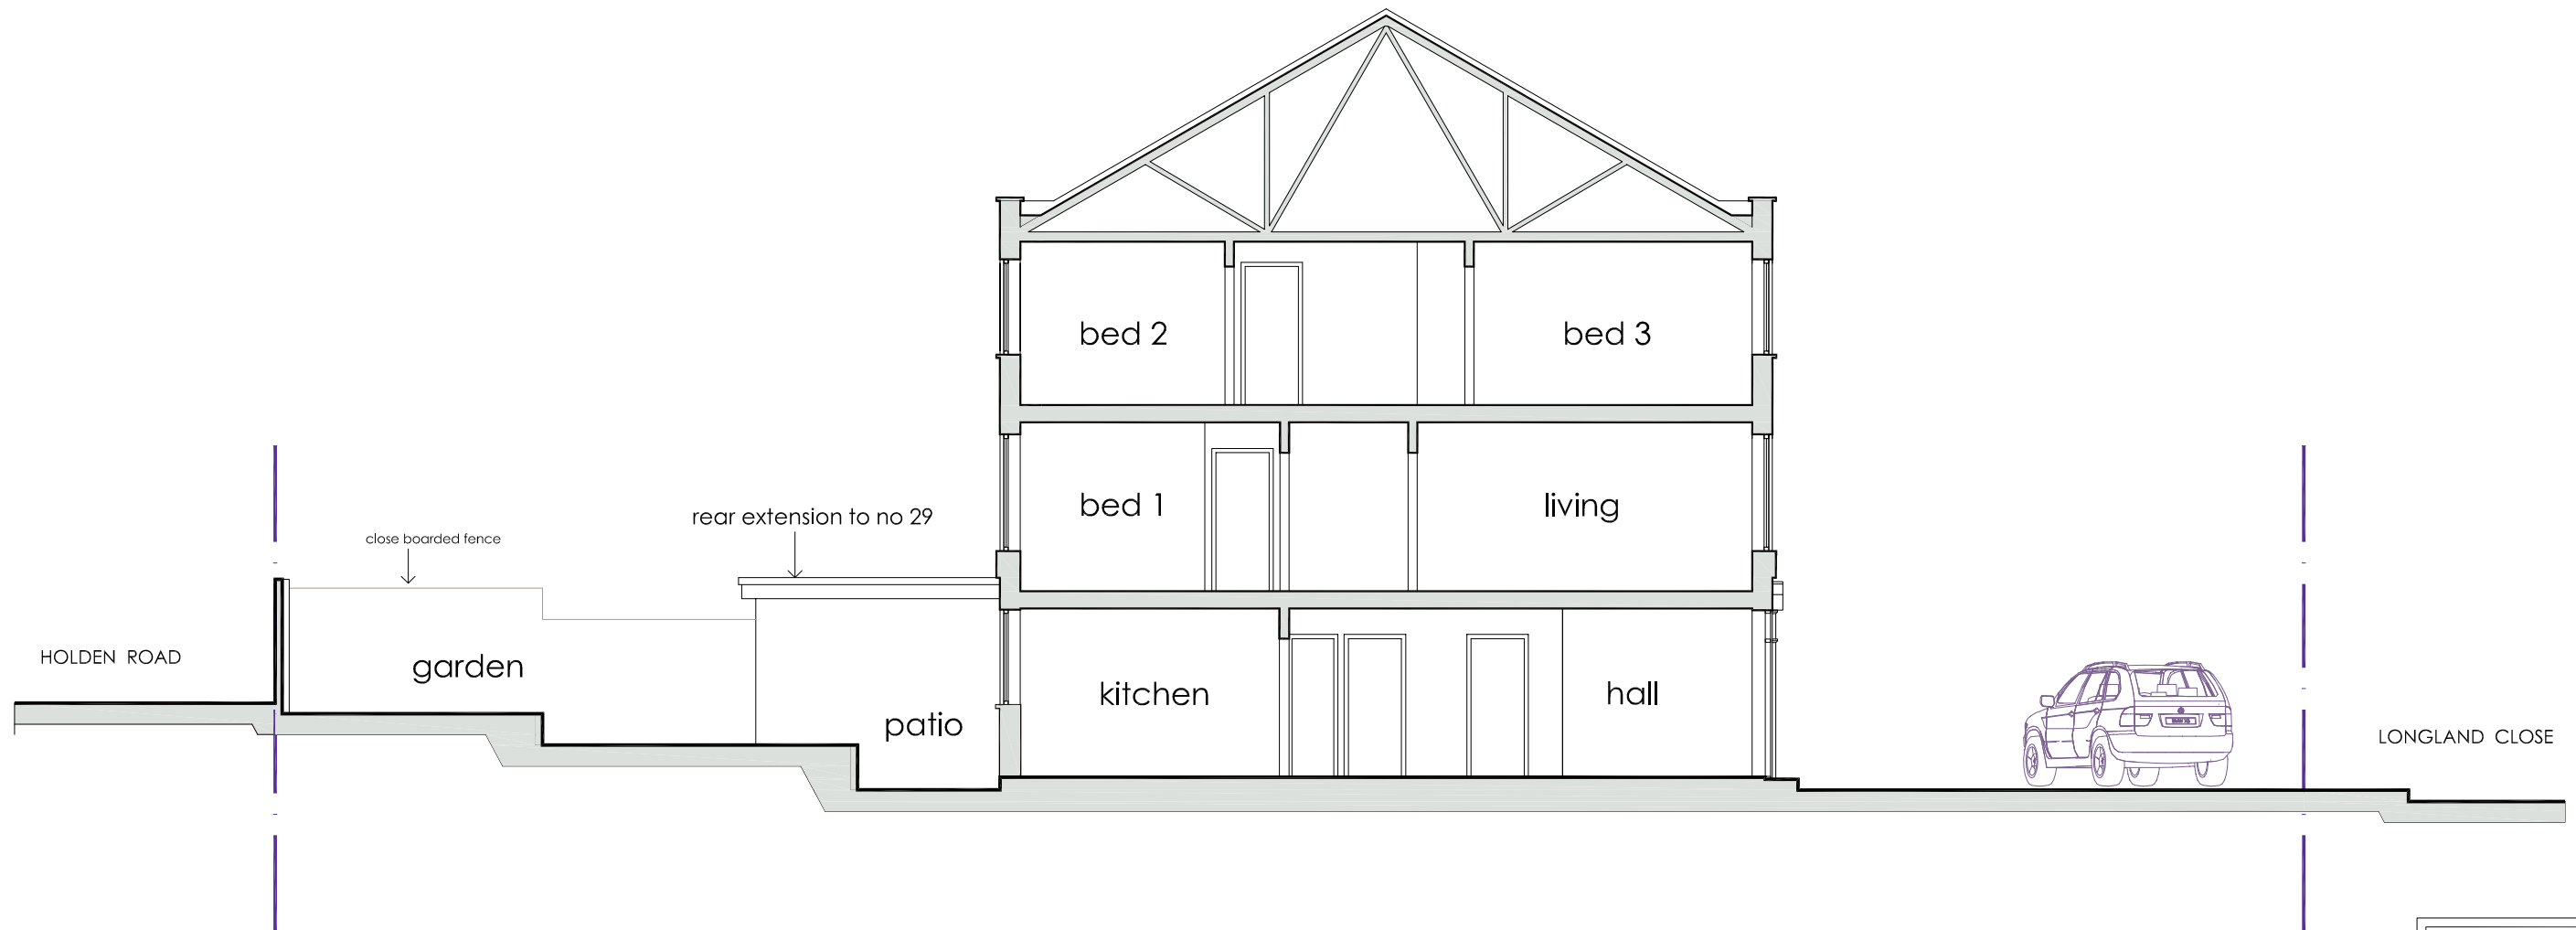 bed 2
bed 3
bed 1
living
rear extension to no 29
close boarded fence
HOLDEN ROAD
garden
kitchen
hall
patio
LONGLAND CLOSE